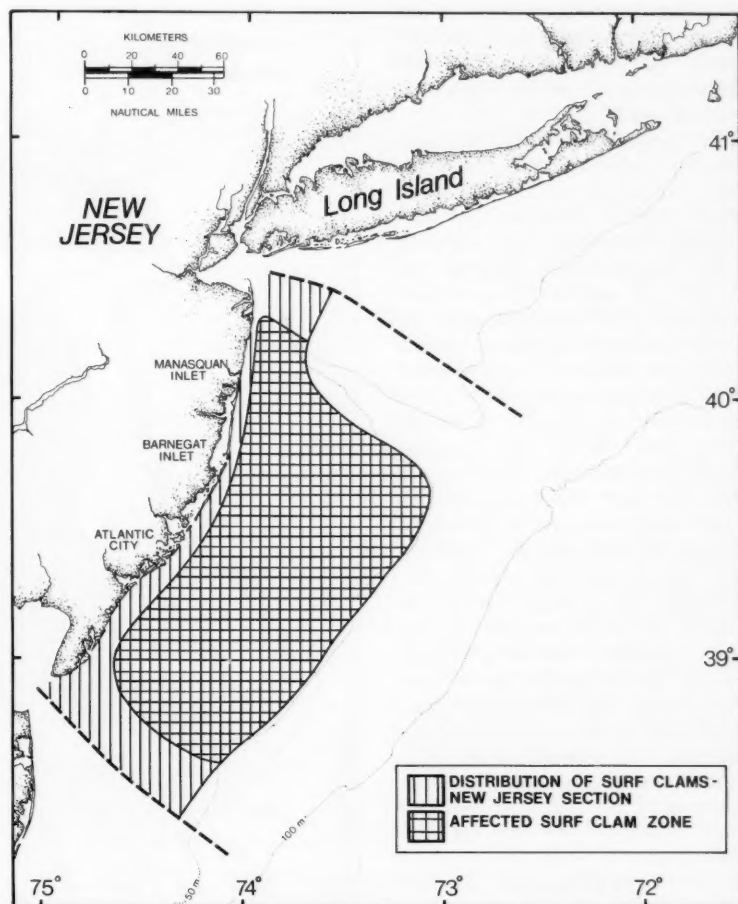 KILOMETERS
0 20 40 60
0 10 20 30
NAUTICAL MILES
NEW
JERSEY
Long Island
41°
MANASQUAN
INLET
40°
BARNEGAT
INLET
ATLANTIC
CITY
39°
DISTRIBUTION OF SURF CLAMS-
NEW JERSEY SECTION
AFFECTED SURF CLAM ZONE
100 m.
50 m.
75° 74° 73° 72°